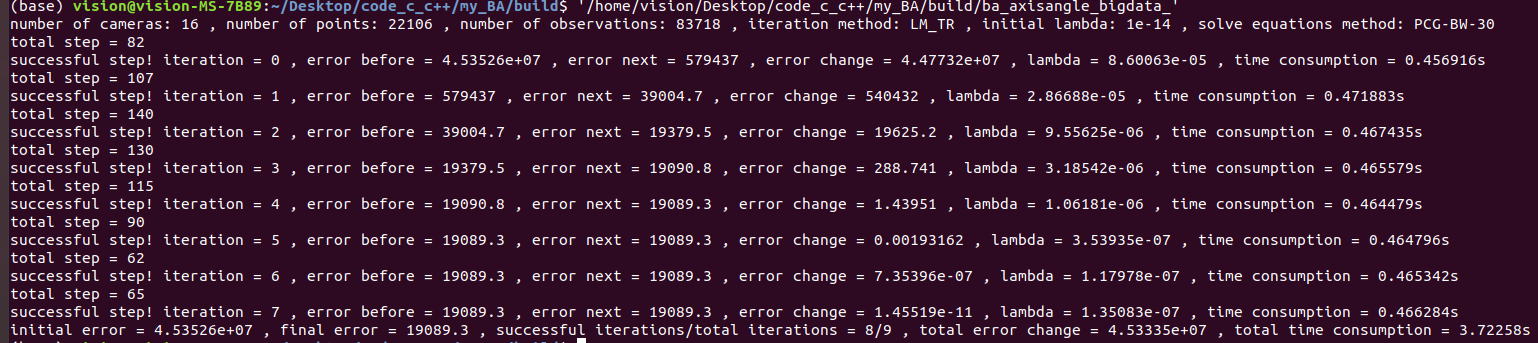 (base) vision@vision-MS-7B89:~/Desktop/code_c_c++/my_BA/build$ '/home/vision/Desktop/code_c_c++/my_BA/build/ba_axisangle_bigdata_'
number of cameras: 16 , number of points: 22106 , number of observations: 83718 , iteration method: LM_TR , initial lambda: 1e-14 , solve equations method: PCG-BW-30
total step = 82
successful step! iteration = 0 , error before = 4.53526e+07 , error next = 579437 , error change = 4.47732e+07 , lambda = 8.60063e-05 , time consumption = 0.456916s
total step = 107
successful step! iteration = 1 , error before = 579437 , error next = 39004.7 , error change = 540432 , lambda = 2.86688e-05 , time consumption = 0.471883s
total step = 140
successful step! iteration = 2 , error before = 39004.7 , error next = 19379.5 , error change = 19625.2 , lambda = 9.55625e-06 , time consumption = 0.467435s
total step = 130
successful step! iteration = 3 , error before = 19379.5 , error next = 19090.8 , error change = 288.741 , lambda = 3.18542e-06 , time consumption = 0.465579s
total step = 115
successful step! iteration = 4 , error before = 19090.8 , error next = 19089.3 , error change = 1.43951 , lambda = 1.06181e-06 , time consumption = 0.464479s
total step = 90
successful step! iteration = 5 , error before = 19089.3 , error next = 19089.3 , error change = 0.00193162 , lambda = 3.53935e-07 , time consumption = 0.464796s
total step = 62
successful step! iteration = 6 , error before = 19089.3 , error next = 19089.3 , error change = 7.35396e-07 , lambda = 1.17978e-07 , time consumption = 0.465342s
total step = 65
successful step! iteration = 7 , error before = 19089.3 , error next = 19089.3 , error change = 1.45519e-11 , lambda = 1.35083e-07 , time consumption = 0.466284s
initial error = 4.53526e+07 , final error = 19089.3 , successful iterations/total iterations = 8/9 , total error change = 4.53335e+07 , total time consumption = 3.72258s